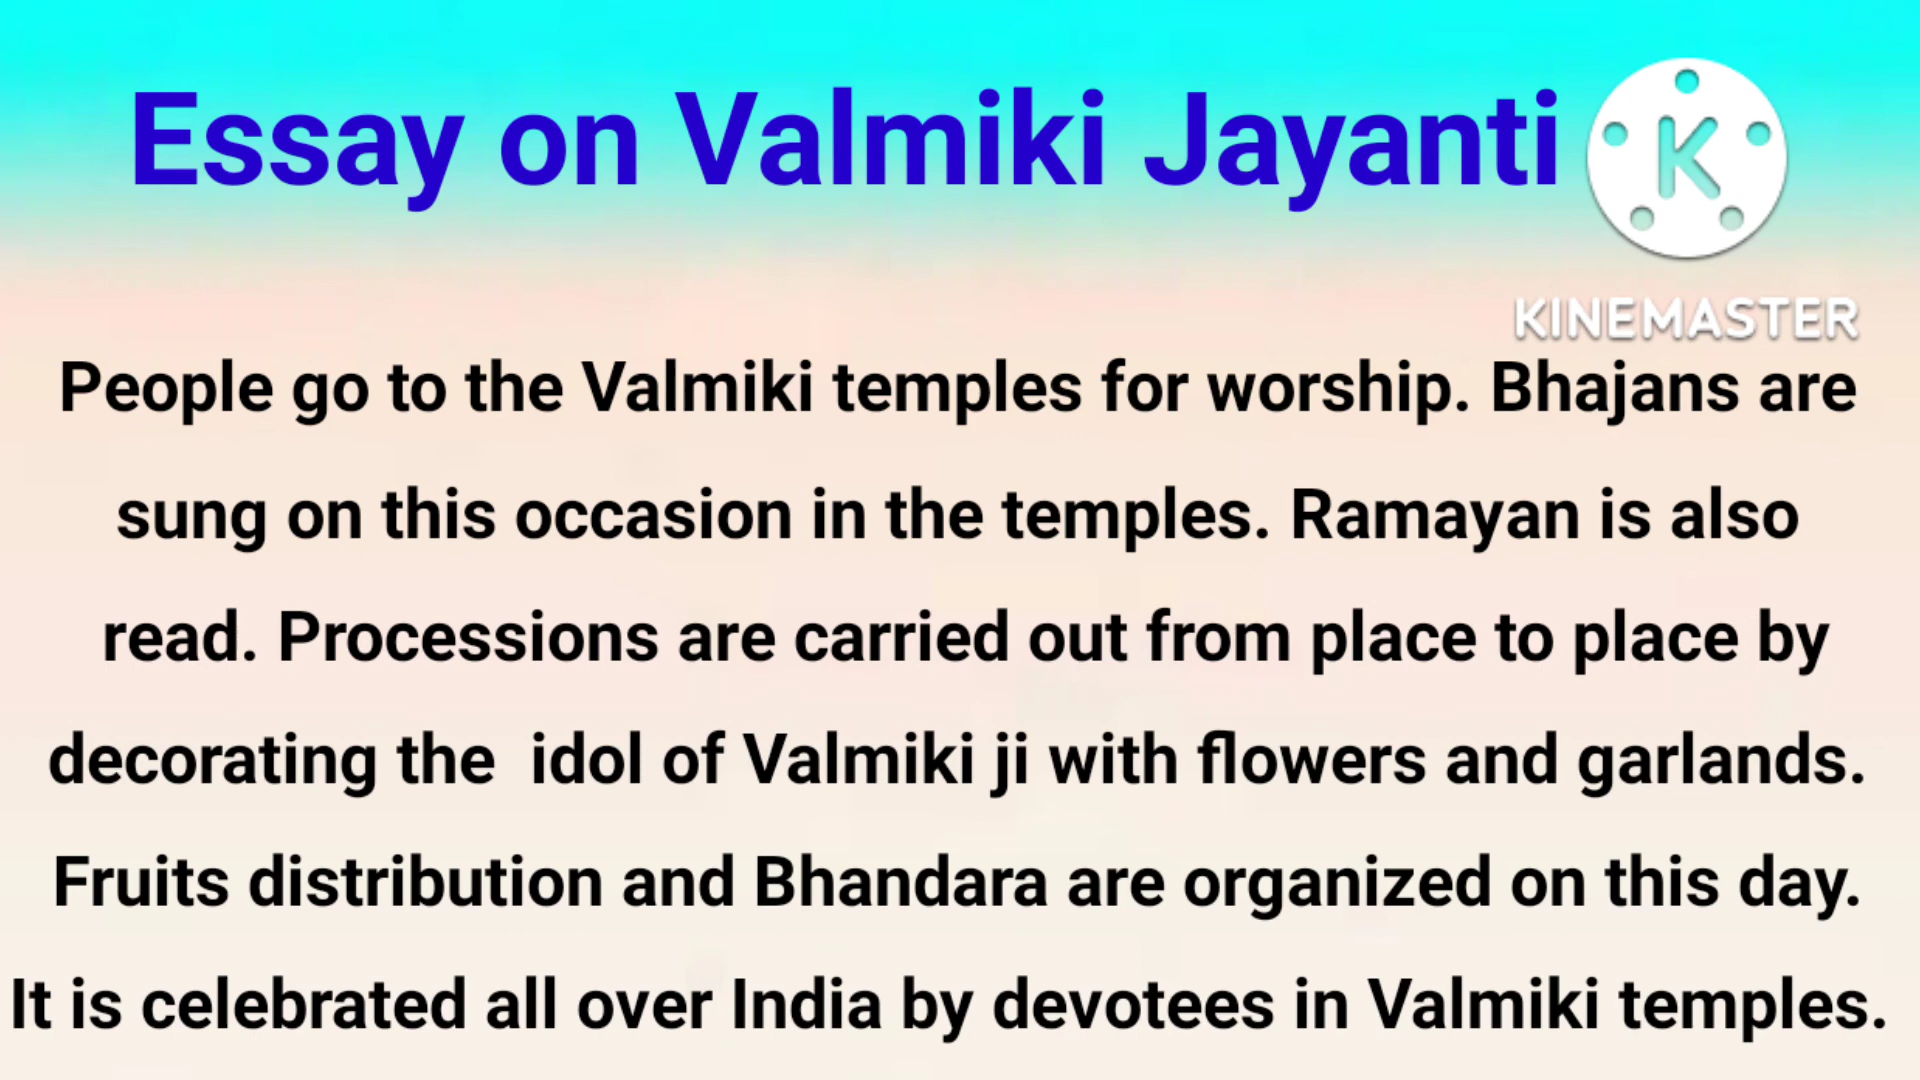 Essay on Valmiki Jayanti
K
KINEMASTER
People go to the Valmiki temples for worship. Bhajans are
sung on this occasion in the temples. Ramayan is also
read. Processions are carried out from place to place by
decorating the  idol of Valmiki ji with flowers and garlands.
Fruits distribution and Bhandara are organized on this day.
It is celebrated all over India by devotees in Valmiki temples.